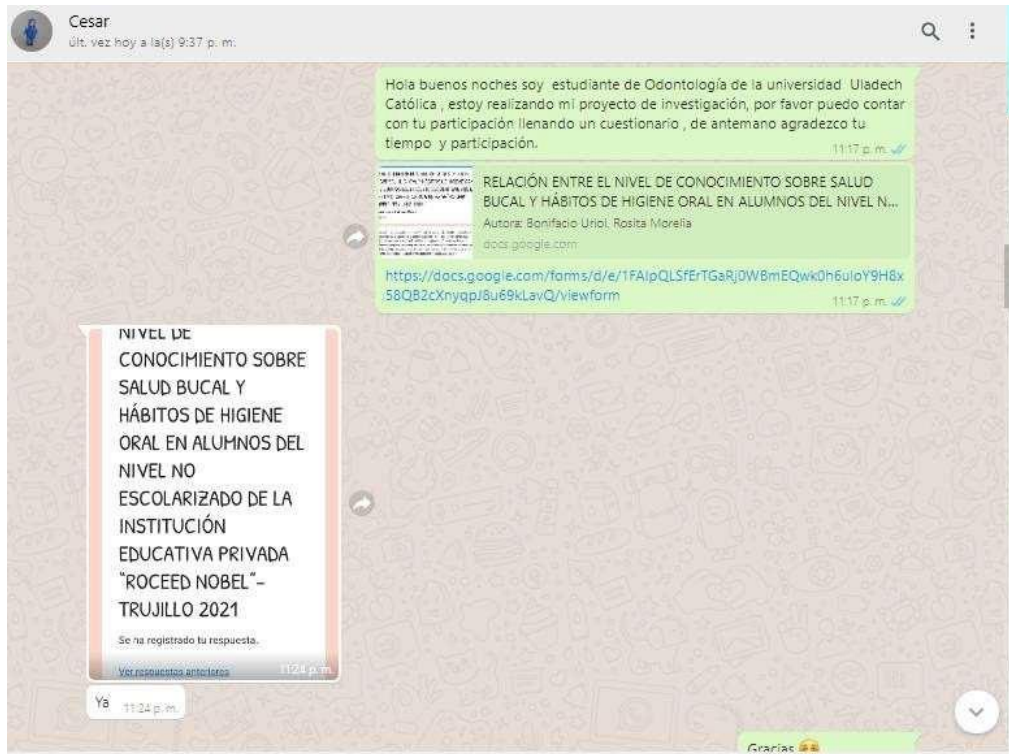 Cesar
últ. vez hoy a la(s) 9:37 p. m.
Hola buenos noches soy estudiante de Odontología de la universidad Uladech
Católica , estoy realizando mi proyecto de investigación, por favor puedo contar
con tu participación llenando un cuestionario , de antemano agradezco tu
tiempo y participación.
11:17 p. m.
RELACIÓN ENTRE EL NIVEL DE CONOCIMIENTO SOBRE SALUD
BUCAL Y HÁBITOS DE HIGIENE ORAL EN ALUMNOS DEL NIVEL N...
Autora: Bonifacio Uriol, Rosita Morelia
docs.google.com
https://docs.google.com/forms/d/e/1FAIpQLSfErTGaRj0WBmEQwk0h6uIoY9H8x
58QB2cXnyqpJ8u69kLavQ/viewform
11:17 p. m.
NIVEL DE
CONOCIMIENTO SOBRE
SALUD BUCAL Y
HÁBITOS DE HIGIENE
ORAL EN ALUMNOS DEL
NIVEL NO
ESCOLARIZADO DE LA
INSTITUCIÓN
EDUCATIVA PRIVADA
"ROCEED NOBEL"-
TRUJILLO 2021
Se ha registrado tu respuesta.
Ver respuestas anteriores
11:24 p. m.
Ya
11:24 p. m.
Gracias